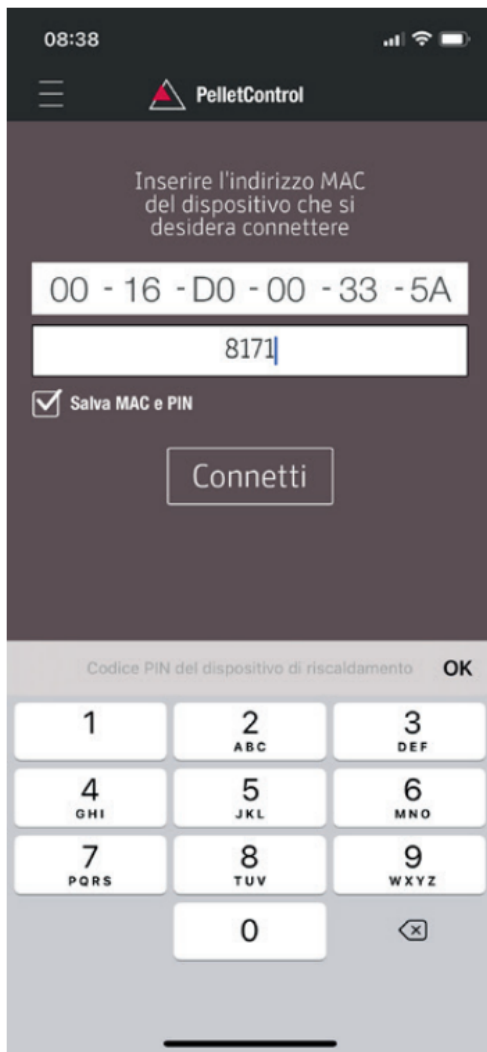 08:38
PelletControl
Inserire l'indirizzo MAC
del dispositivo che si
desidera connettere
00 - 16 - D0 - 00 - 33 - 5A
8171
Salva MAC e PIN
Connetti
Codice PIN del dispositivo di riscaldamento OK
1 2 3
ABC DEF
4 5 6
GHI JKL MNO
7 8 9
PQRS TUV WXYZ
0